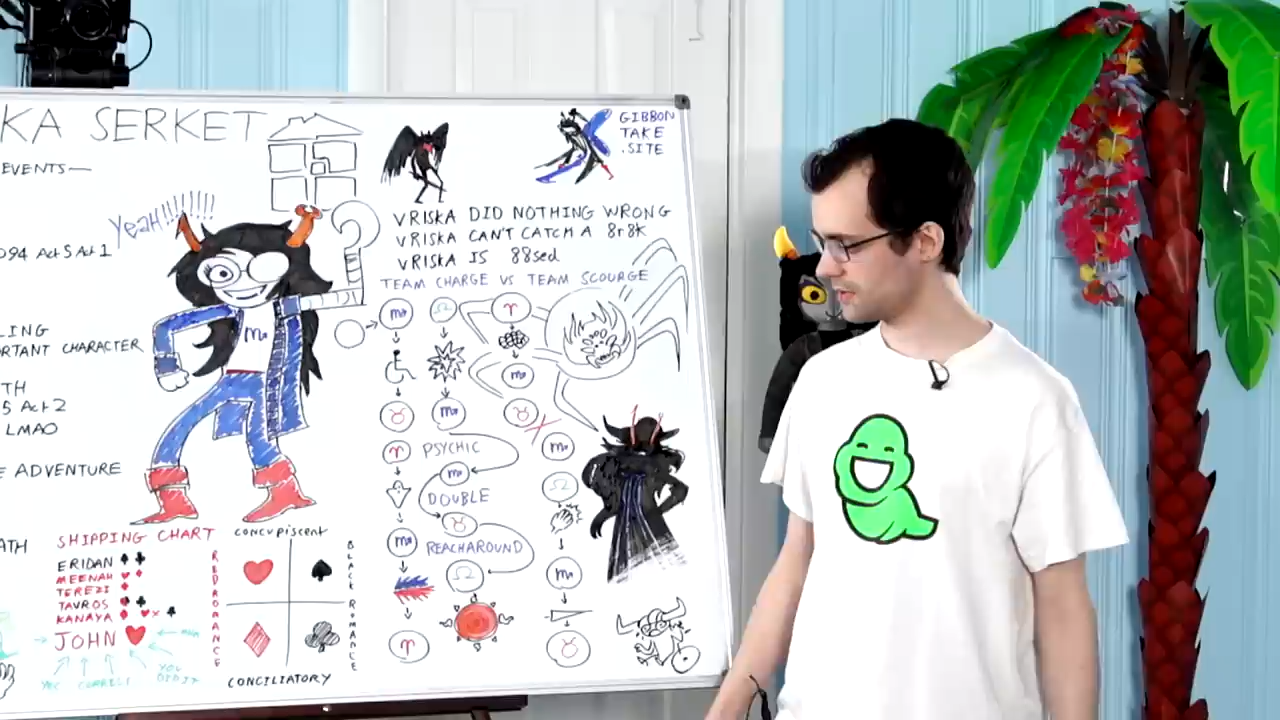 KA SERKET
EVENTS—
Yeah!!!!!!!!
094 Act 5 Act 1
LING
RTANT CHARACTER
TH
5 Act 2
LMAO
E ADVENTURE
ATH
GIBBON
TAKE
.SITE
VRISKA DID NOTHING WRONG
VRISKA CAN'T CATCH A 8r8k
VRISKA IS 88sed
TEAM CHARGE VS TEAM SCOURGE
PSYCHIC
DOUBLE
REACHAROUND
SHIPPING CHART
ERIDAN
MEENAH
TEREZI
TAVROS
KANAYA
JOHN
concupiscent
RED ROMANCE
BLACK ROMANCE
CONCILIATORY